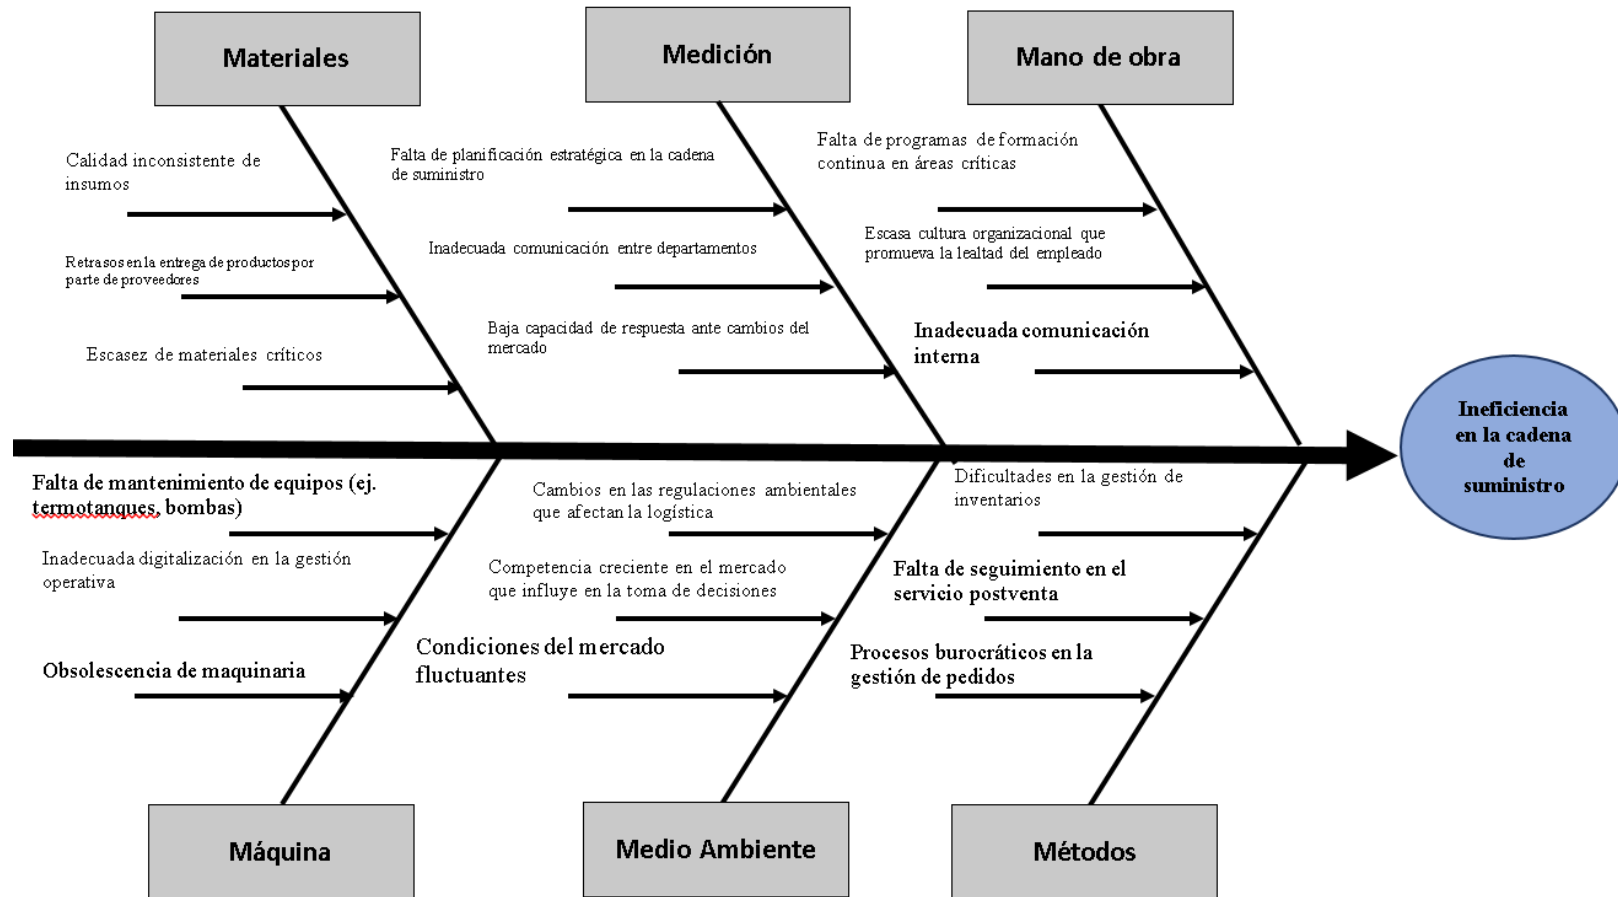 Materiales
Medición
Mano de obra
Calidad inconsistente de
insumos
Retrasos en la entrega de productos por
parte de proveedores
Escasez de materiales críticos
Falta de planificación estratégica en la cadena
de suministro
Inadecuada comunicación entre departamentos
Baja capacidad de respuesta ante cambios del
mercado
Falta de programas de formación
continua en áreas críticas
Escasa cultura organizacional que
promueva la lealtad del empleado
Inadecuada comunicación
interna
Ineficiencia
en la cadena
de
suministro
Falta de mantenimiento de equipos (ej.
termotanques, bombas)
Inadecuada digitalización en la gestión
operativa
Obsolescencia de maquinaria
Cambios en las regulaciones ambientales
que afectan la logística
Competencia creciente en el mercado
que influye en la toma de decisiones
Condiciones del mercado
fluctuantes
Dificultades en la gestión de
inventarios
Falta de seguimiento en el
servicio postventa
Procesos burocráticos en la
gestión de pedidos
Máquina
Medio Ambiente
Métodos